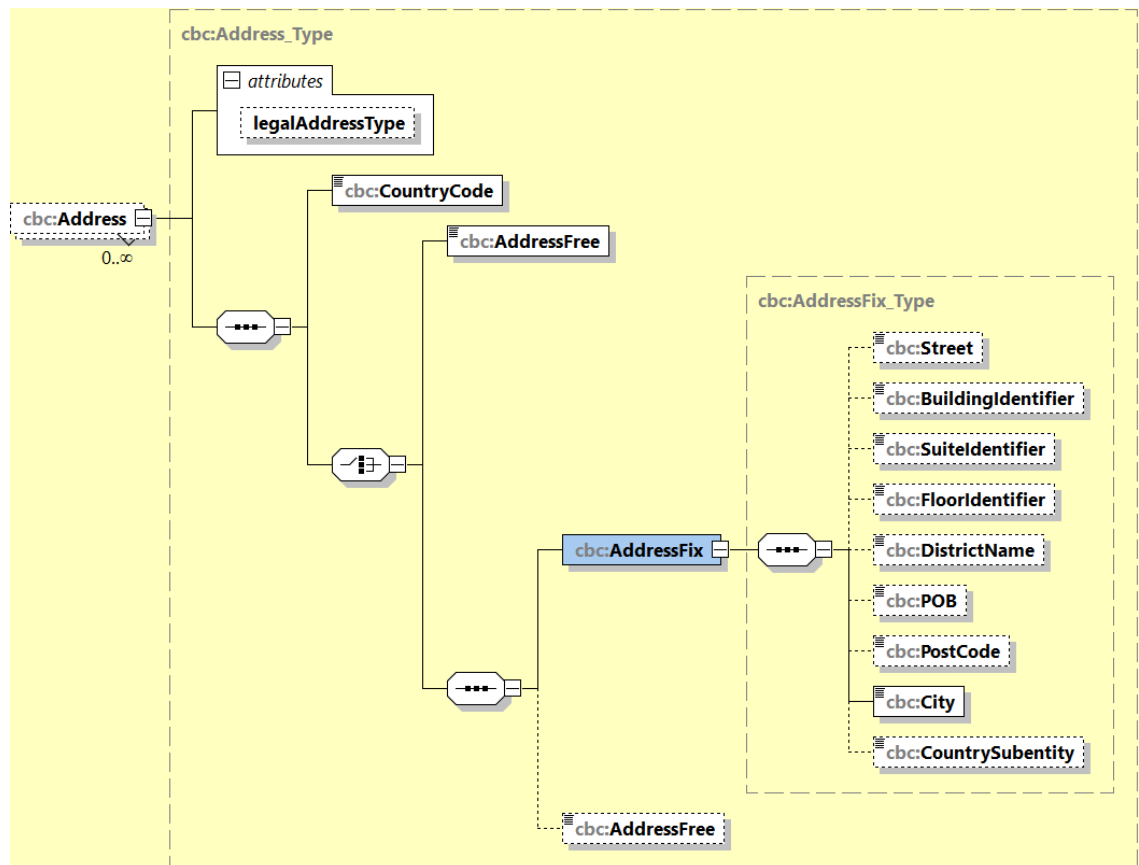 cbc:Address_Type
attributes
legalAddressType
cbc:CountryCode
cbc:Address
0..∞
cbc:AddressFree
cbc:AddressFix_Type
cbc:Street
cbc:BuildingIdentifier
cbc:SuiteIdentifier
cbc:FloorIdentifier
cbc:AddressFix
cbc:DistrictName
cbc:POB
cbc:PostCode
cbc:City
cbc:CountrySubentity
cbc:AddressFree